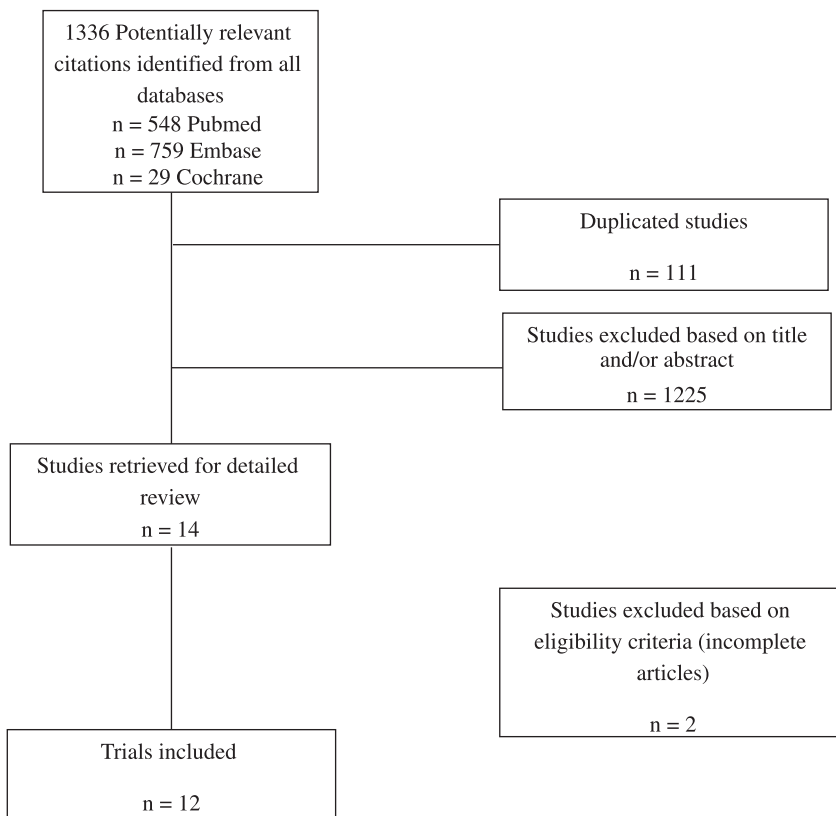 1336 Potentially relevant
citations identified from all
databases
n = 548 Pubmed
n = 759 Embase
n = 29 Cochrane
Duplicated studies
n = 111
Studies excluded based on title
and/or abstract
n = 1225
Studies retrieved for detailed
review
n = 14
Studies excluded based on
eligibility criteria (incomplete
articles)
n = 2
Trials included
n = 12